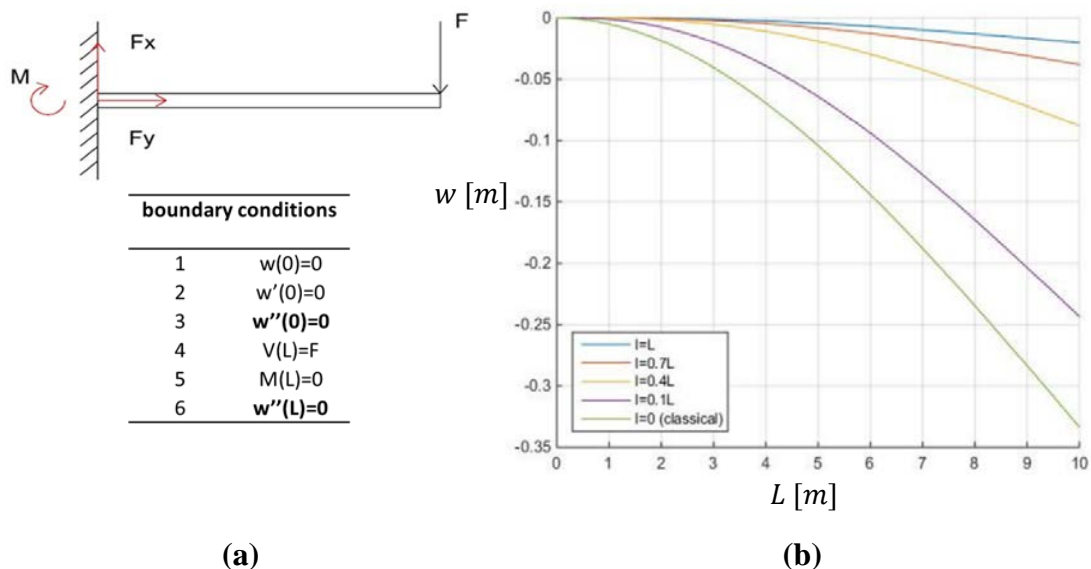 Fx
F
M
Fy
boundary conditions
1 w(0)=0
2 w’(0)=0
3 w’’(0)=0
4 V(L)=F
5 M(L)=0
6 w’’(L)=0
(a)
0
-0.05
-0.1
-0.15
-0.2
-0.25
-0.3
-0.35
w [m]
l=L
l=0.7L
l=0.4L
l=0.1L
l=0 (classical)
0 1 2 3 4 5 6 7 8 9 10
L [m]
(b)